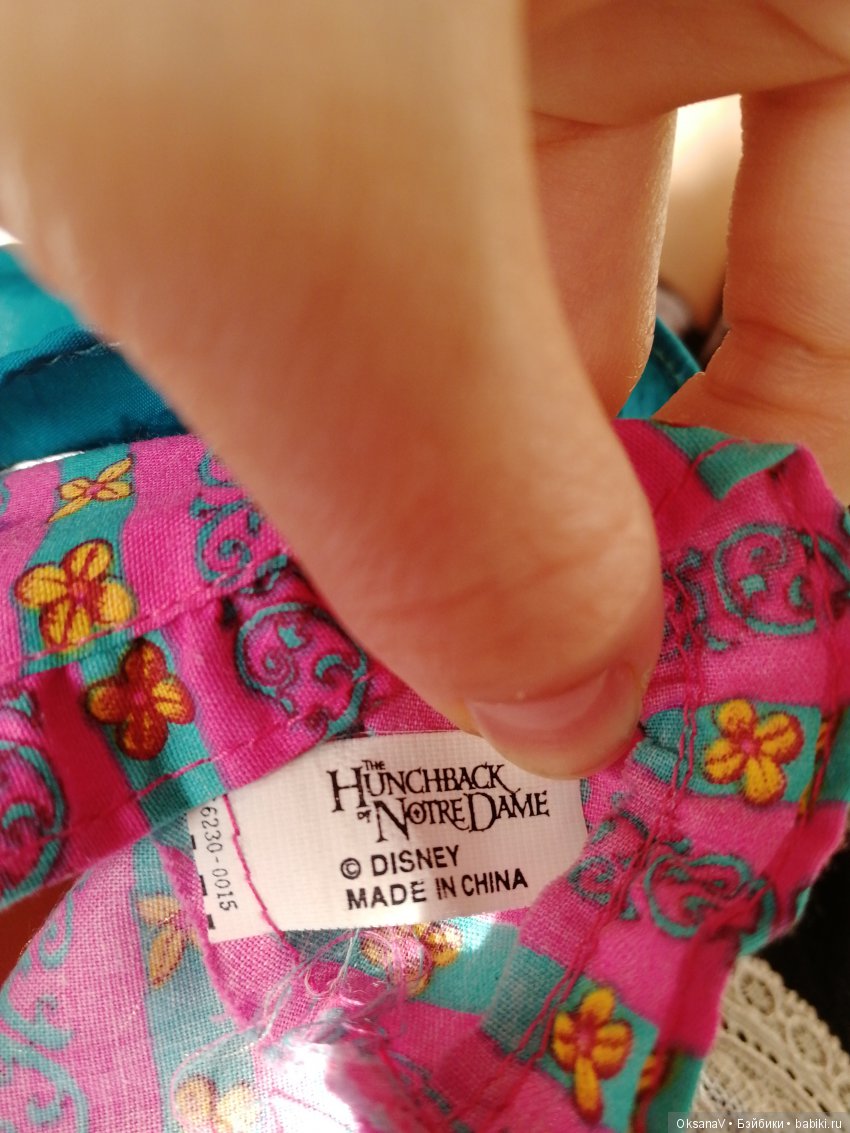 THE
HUNCHBACK
OF NOTRE DAME
© DISNEY
MADE IN CHINA
6230-0015
OksanaV • Бэйбики • babiki.ru